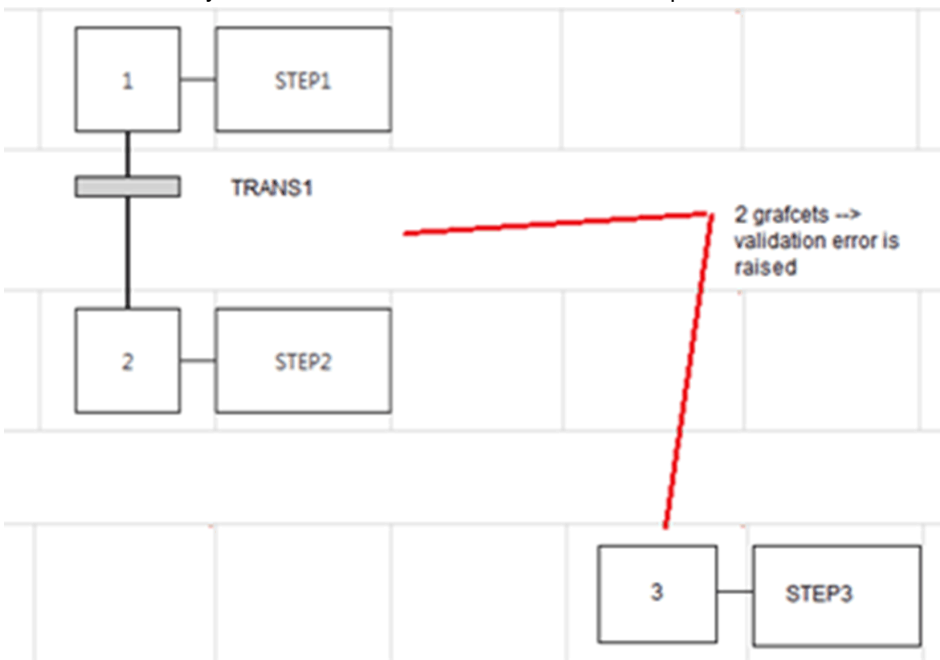 1
STEP1
TRANS1
2 grafcets -->
validation error is
raised
2
STEP2
3
STEP3